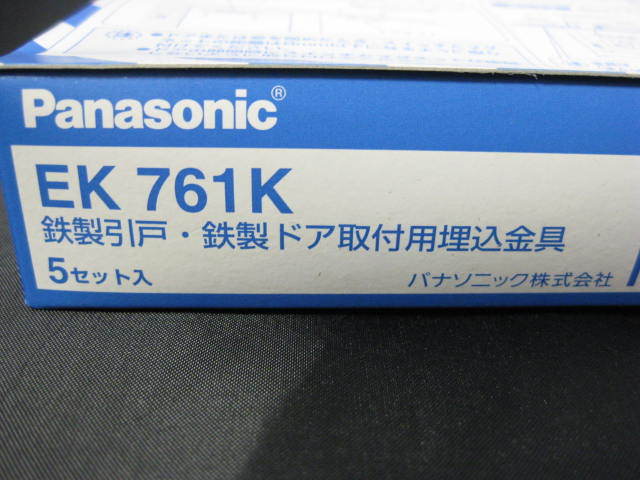 Panasonic®
EK 761K
鉄製引戸・鉄製ドア取付用埋込金具
5セット入
パナソニック株式会社